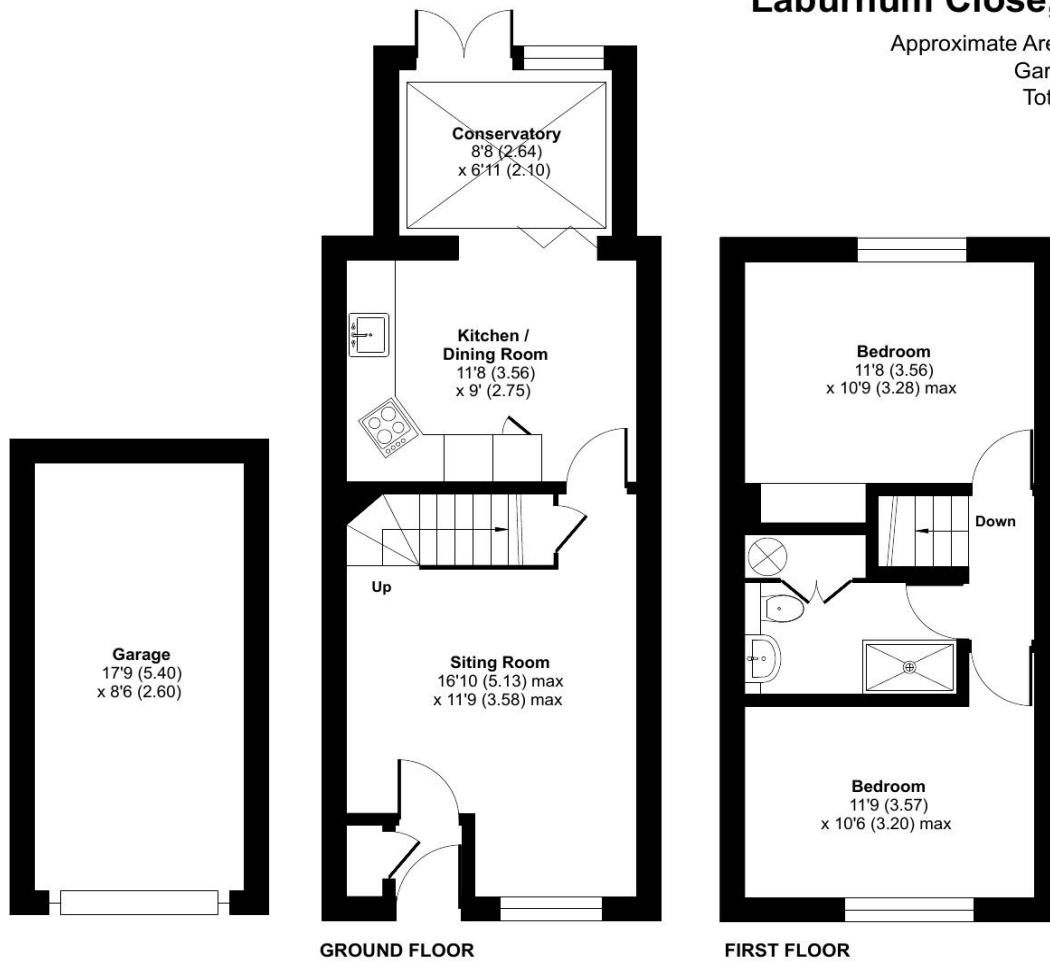 Laburnum Close,
Approximate Are
Gar
Tot
Conservatory
8'8 (2.64)
x 6'11 (2.10)
Kitchen /
Dining Room
11'8 (3.56)
x 9' (2.75)
Bedroom
11'8 (3.56)
x 10'9 (3.28) max
Down
Up
Garage
17'9 (5.40)
x 8'6 (2.60)
Siting Room
16'10 (5.13) max
x 11'9 (3.58) max
Bedroom
11'9 (3.57)
x 10'6 (3.20) max
GROUND FLOOR
FIRST FLOOR